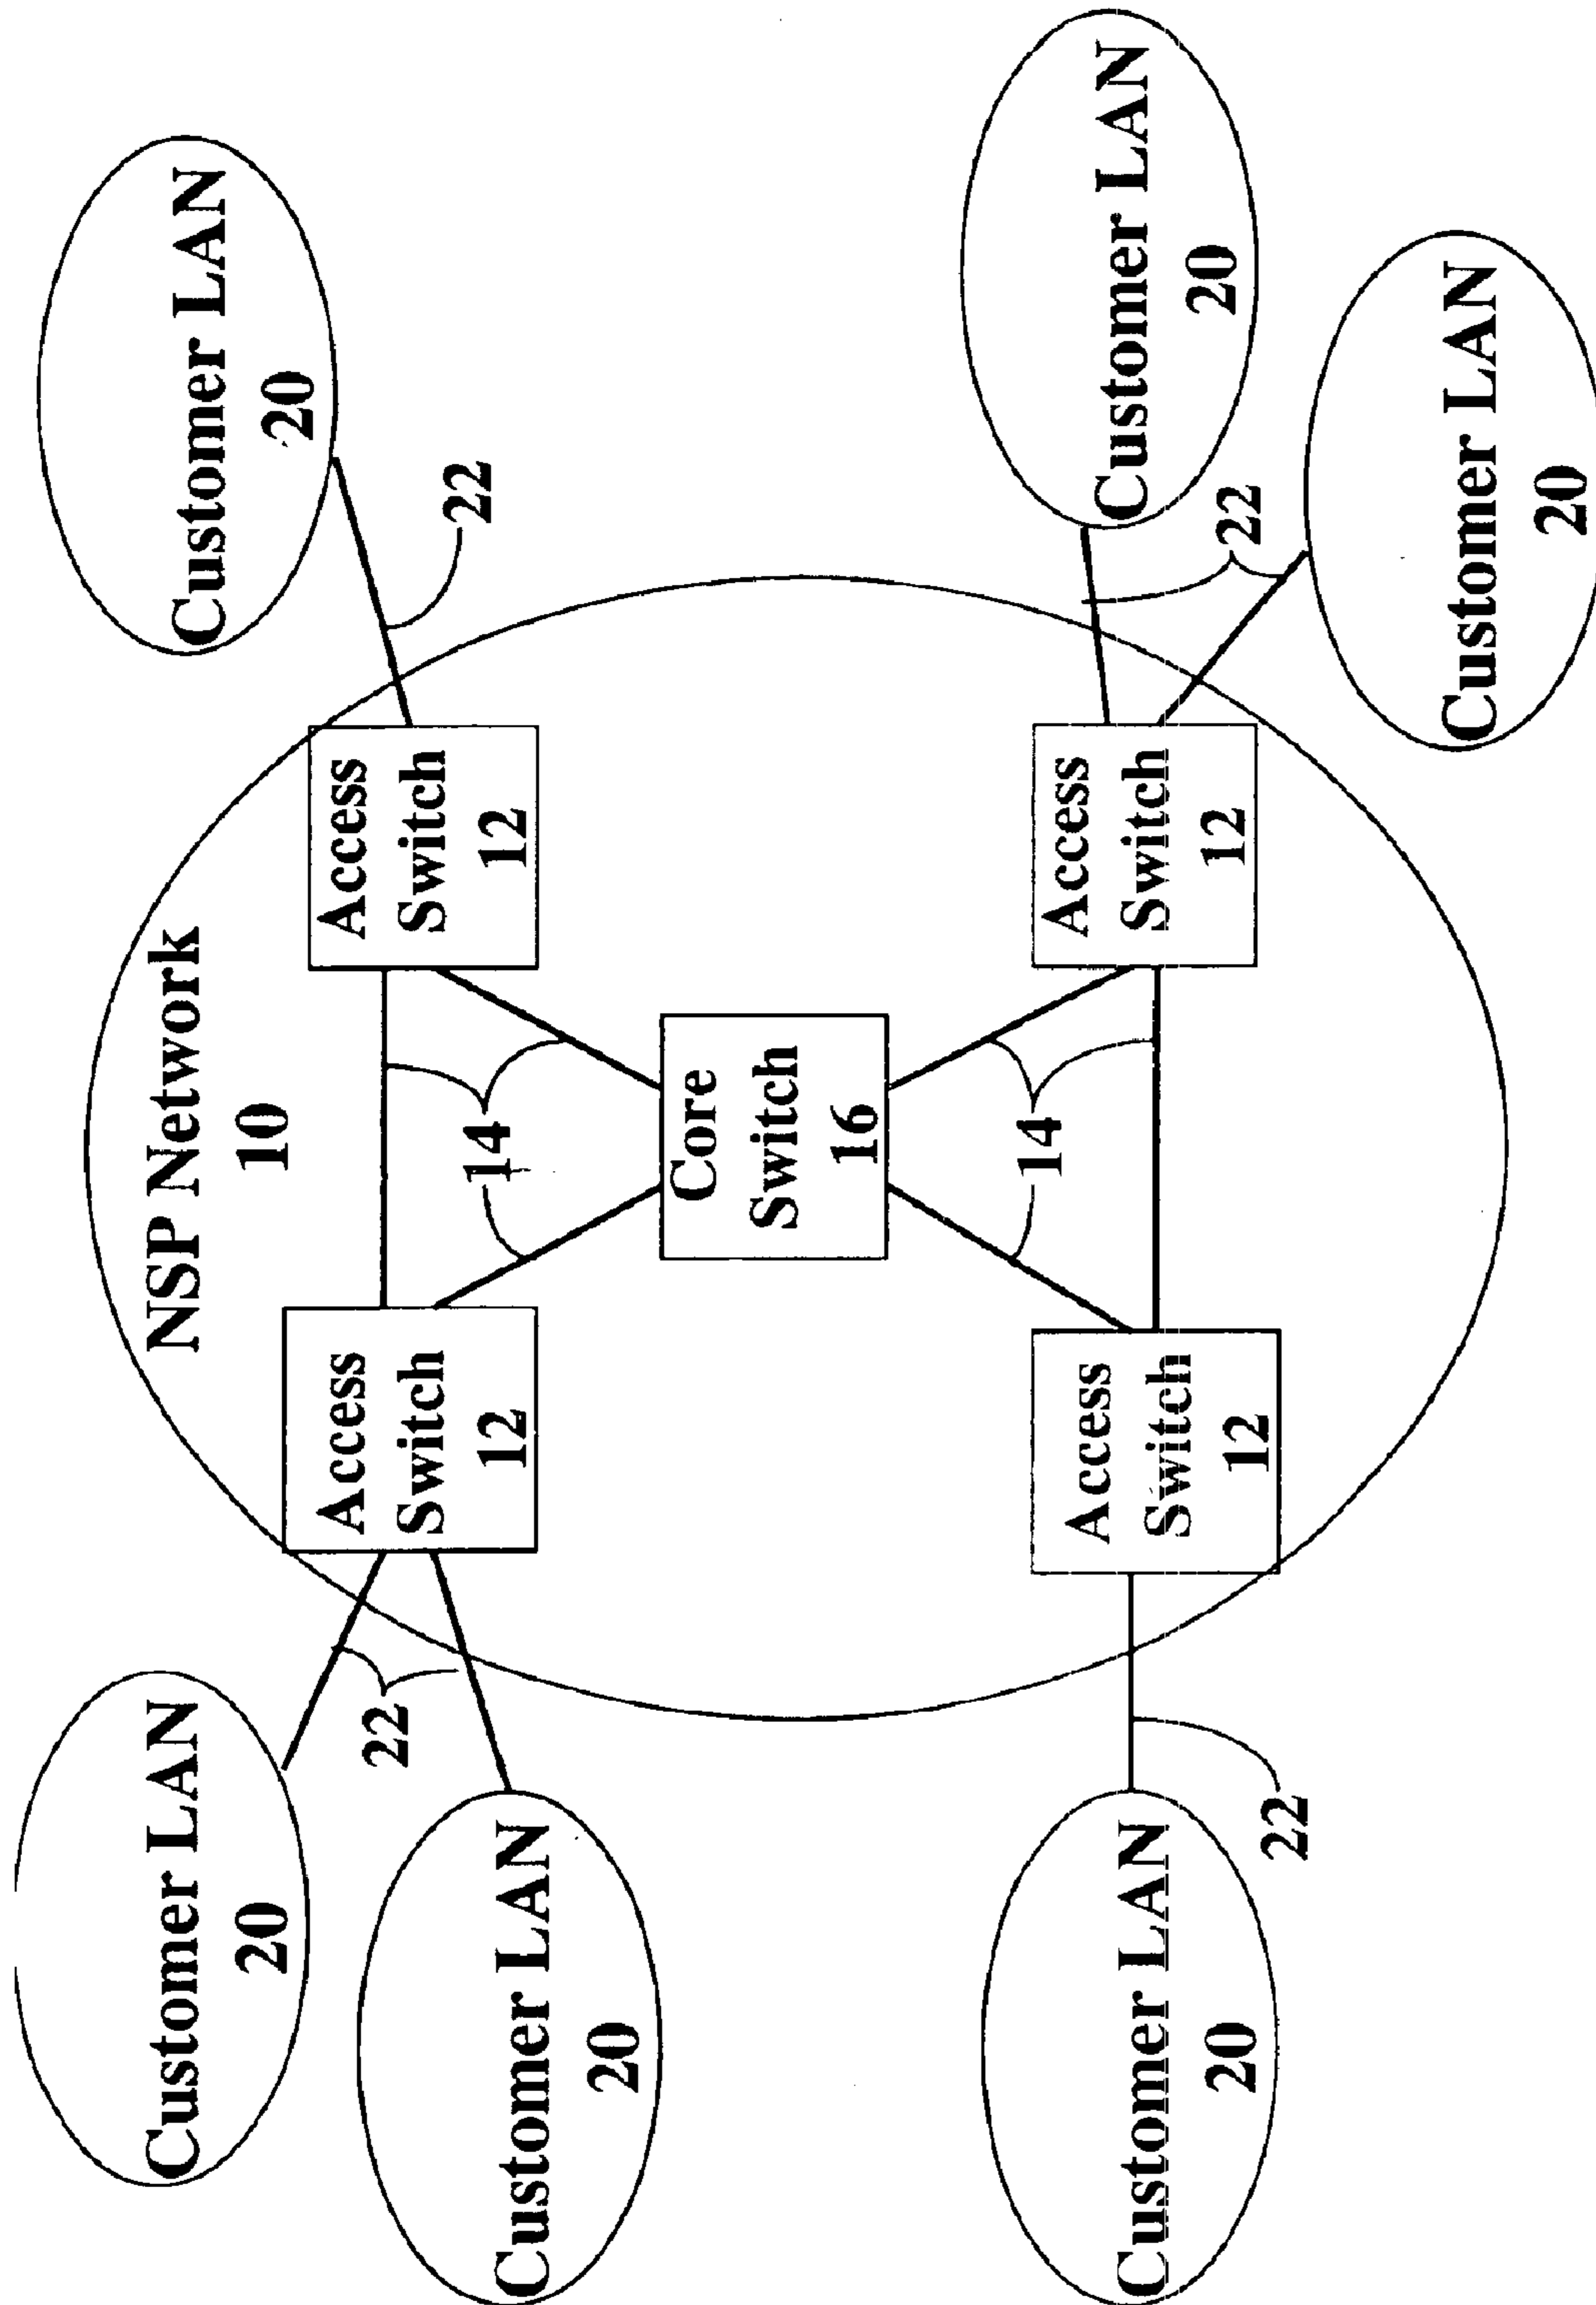 Customer LAN
20
NSP Network
10
Customer LAN
20
22
Access
Switch
12
Access
Switch
12
22
Customer LAN
20
14
Core
Switch
16
14
Customer LAN
20
22
Access
Switch
12
Access
Switch
12
Customer LAN
20
22
Customer LAN
20